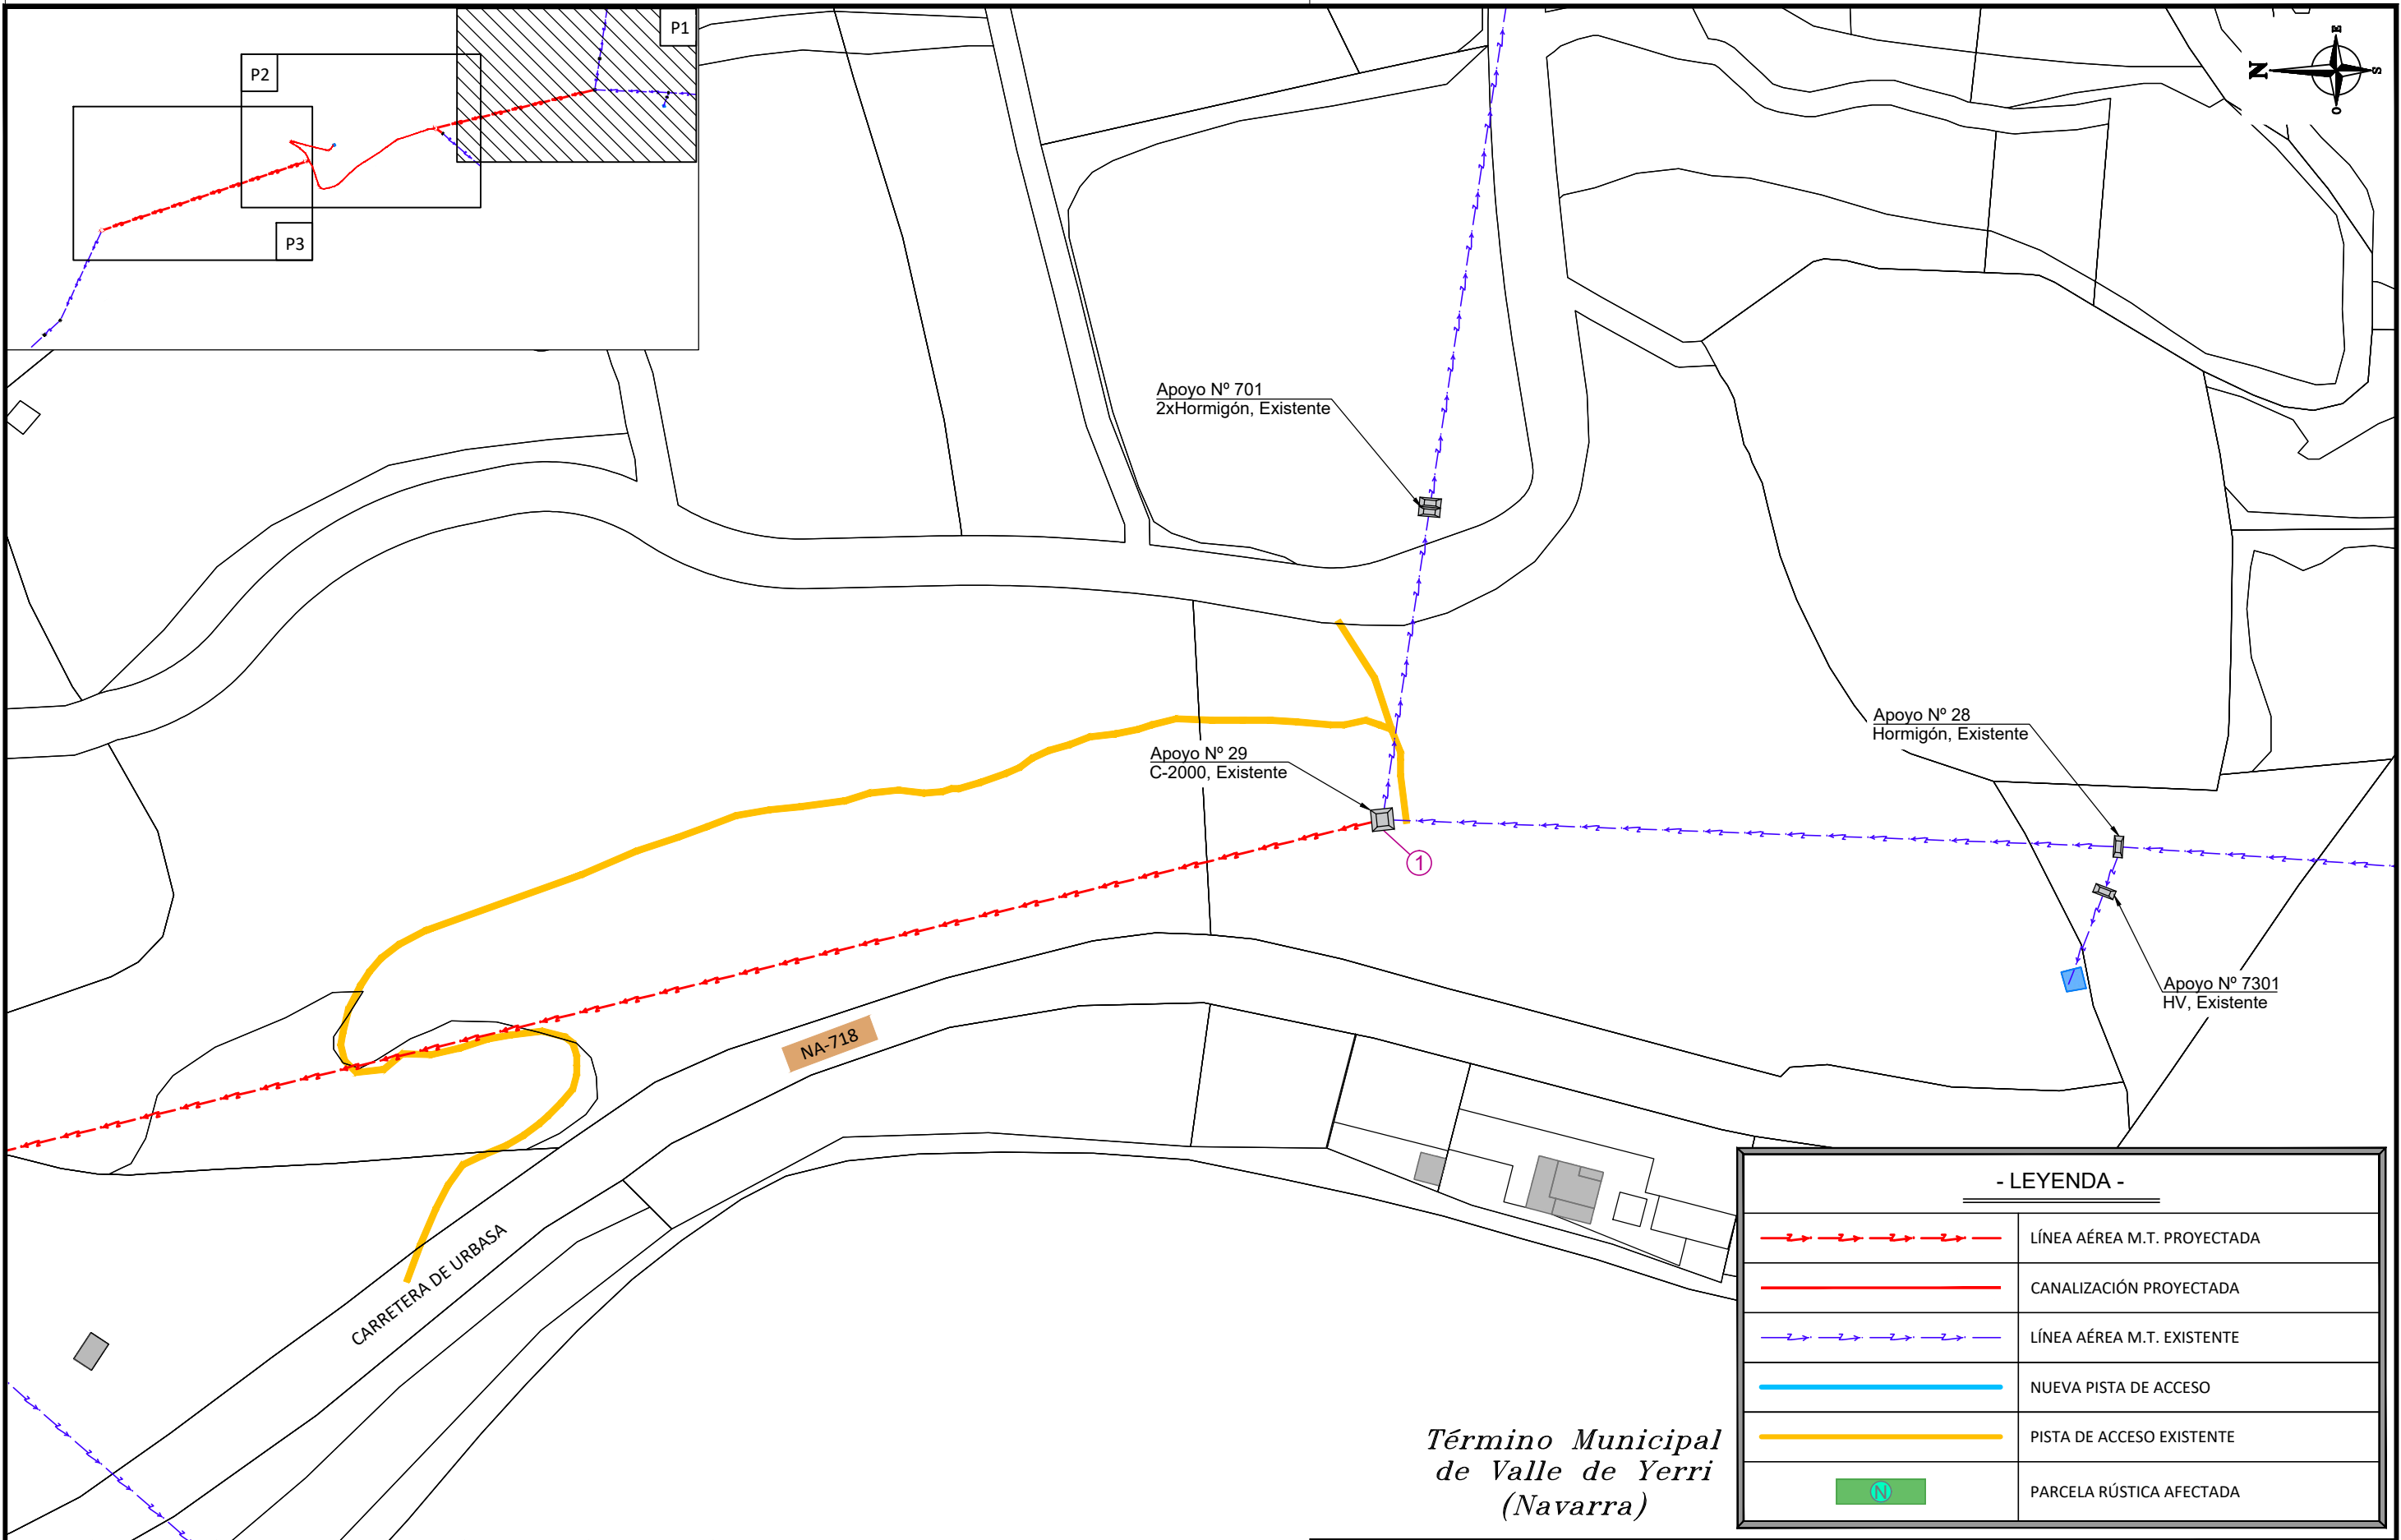 P1
P2
P3
N
E
S
O
Apoyo Nº 701
2xHormigón, Existente
Apoyo Nº 28
Hormigón, Existente
Apoyo Nº 29
C-2000, Existente
1
Apoyo Nº 7301
HV, Existente
NA-718
CARRETERA DE URBASA
Término Municipal
de Valle de Yerri
(Navarra)
- LEYENDA -
LÍNEA AÉREA M.T. PROYECTADA
CANALIZACIÓN PROYECTADA
LÍNEA AÉREA M.T. EXISTENTE
NUEVA PISTA DE ACCESO
PISTA DE ACCESO EXISTENTE
N
PARCELA RÚSTICA AFECTADA